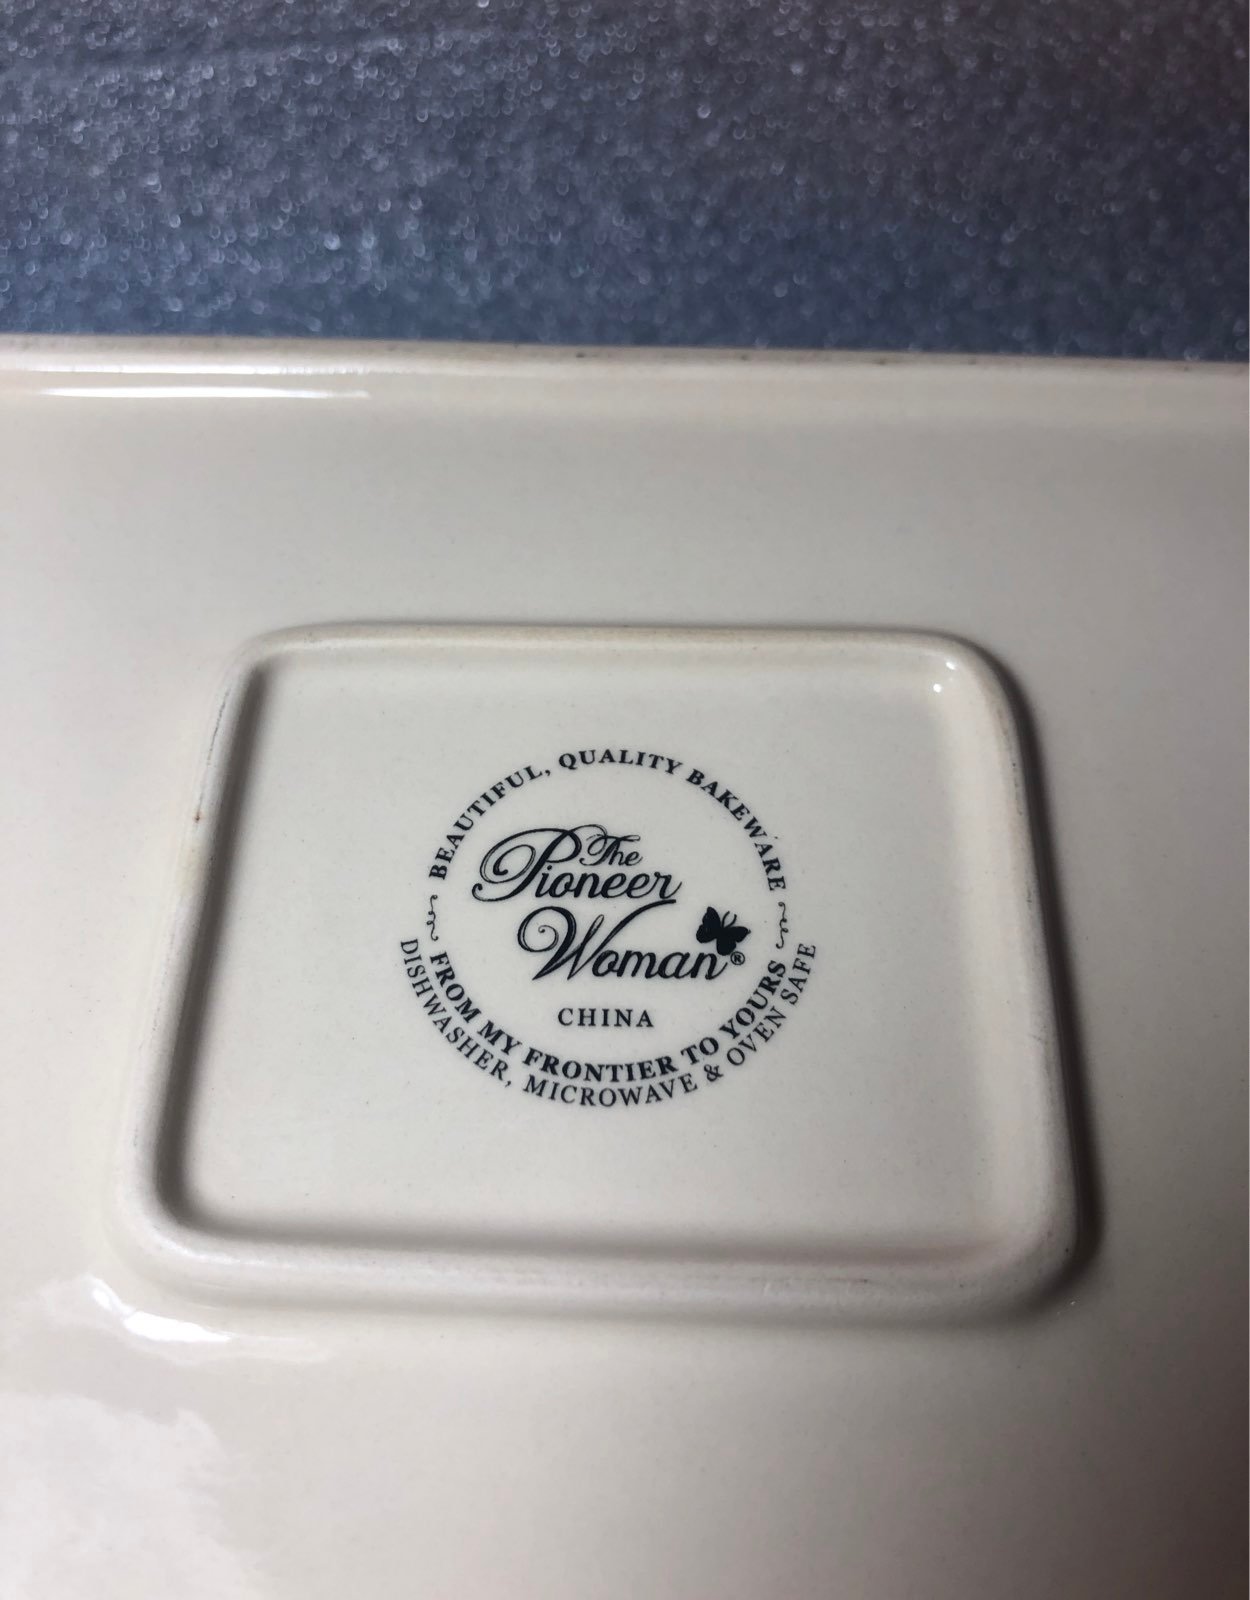 BEAUTIFUL, QUALITY BAKEWARE
The
Pioneer
Woman®
CHINA
FROM MY FRONTIER TO YOURS
DISHWASHER, MICROWAVE & OVEN SAFE